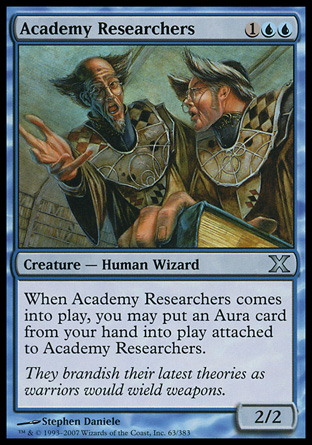 Academy Researchers 1
Creature — Human Wizard X
When Academy Researchers comes
into play, you may put an Aura card
from your hand into play attached
to Academy Researchers.
They brandish their latest theories as
warriors would wield weapons.
Stephen Daniele
™ & © 1993–2007 Wizards of the Coast, Inc. 63/383
2/2